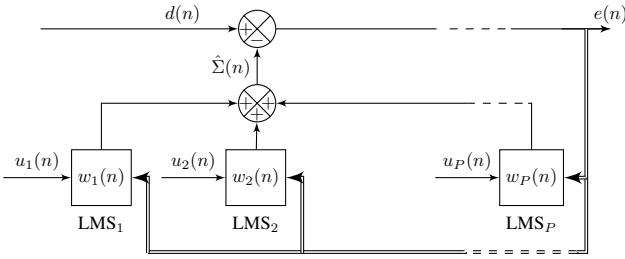 d(n) e(n)
+ −
Σ̂(n)
+ + +
u₁(n) w₁(n) u₂(n) w₂(n) u_P(n) w_P(n)
LMS₁ LMS₂ LMS_P